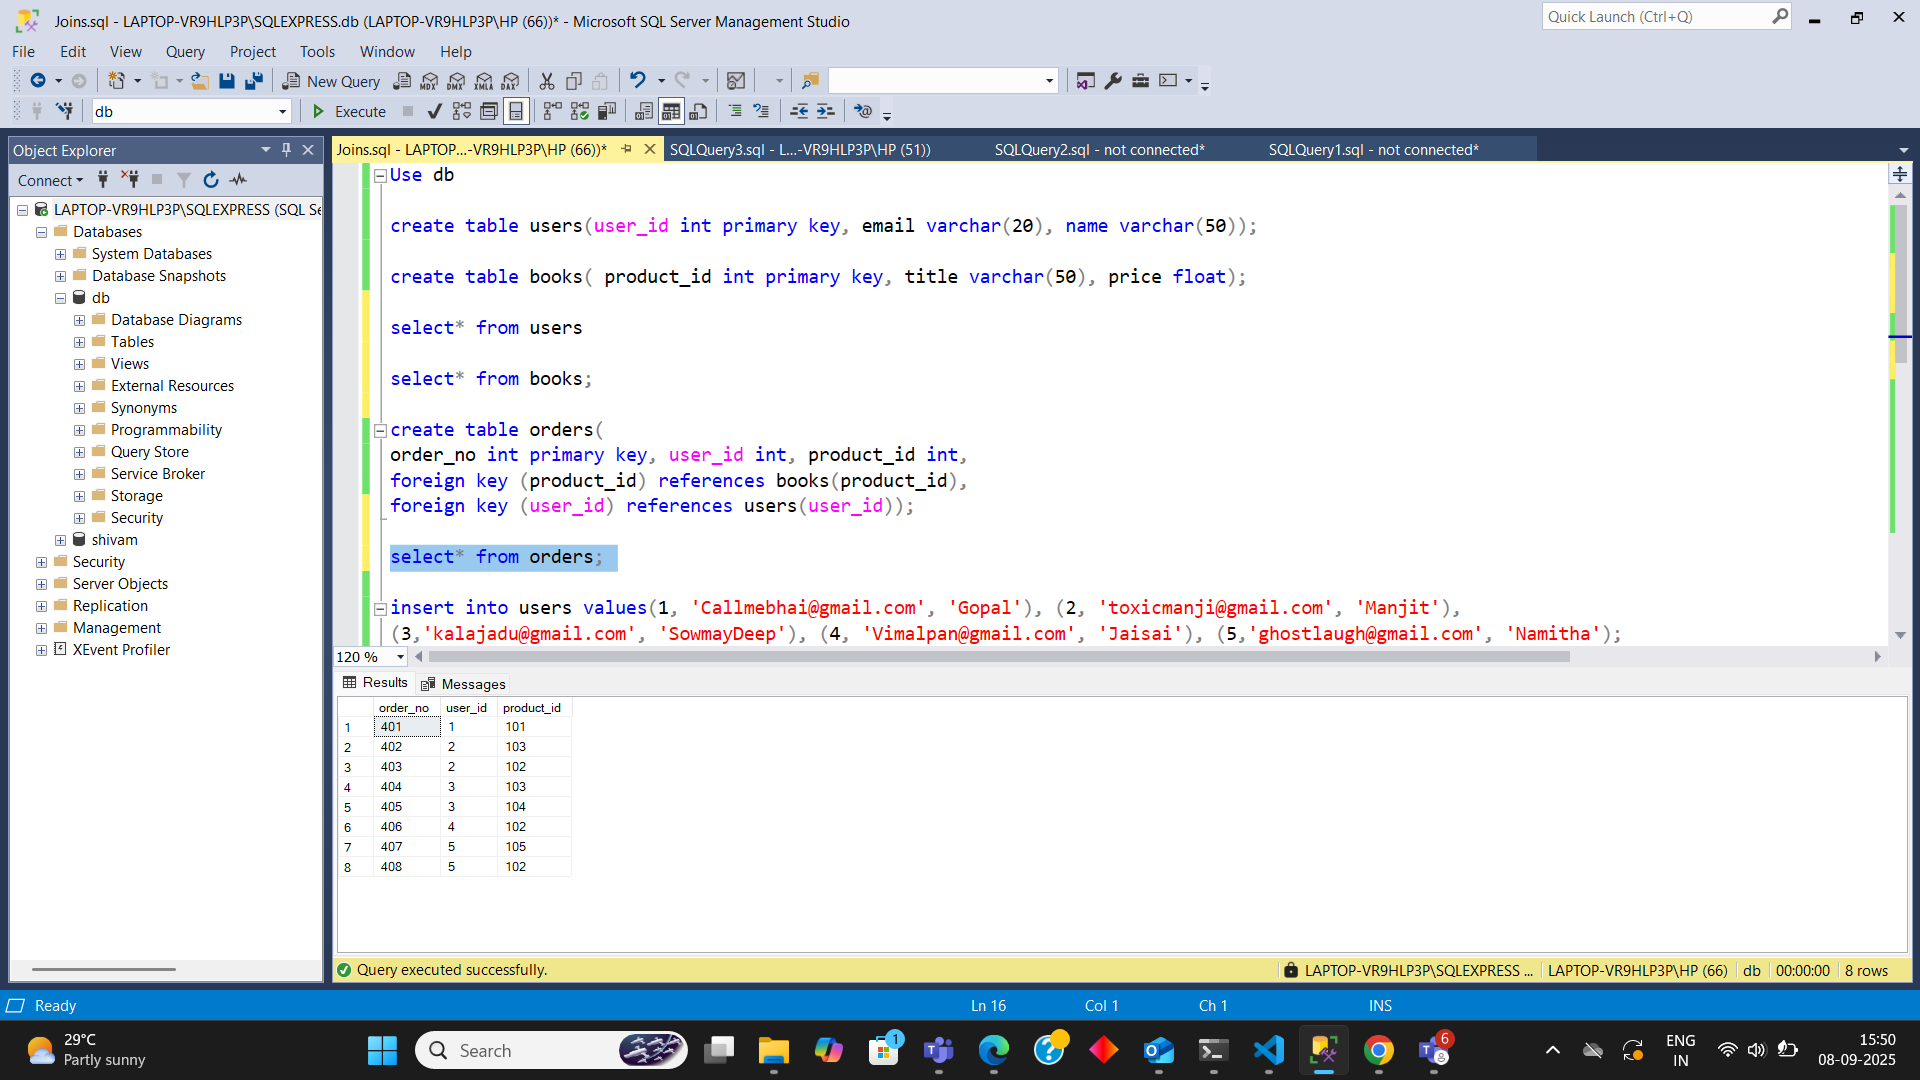 Joins.sql - LAPTOP-VR9HLP3P\SQLEXPRESS.db (LAPTOP-VR9HLP3P\HP (66))* - Microsoft SQL Server Management Studio
Quick Launch (Ctrl+Q)
File Edit View Query Project Tools Window Help
New Query
MDX DMX XMLA DAX
db
Execute
Object Explorer
Joins.sql - LAPTOP...-VR9HLP3P\HP (66))*
SQLQuery3.sql - L...-VR9HLP3P\HP (51))
SQLQuery2.sql - not connected*
SQLQuery1.sql - not connected*
Connect
LAPTOP-VR9HLP3P\SQLEXPRESS (SQL Se
Databases
System Databases
Database Snapshots
db
Database Diagrams
Tables
Views
External Resources
Synonyms
Programmability
Query Store
Service Broker
Storage
Security
shivam
Security
Server Objects
Replication
Management
XEvent Profiler
Use db
create table users(user_id int primary key, email varchar(20), name varchar(50));
create table books( product_id int primary key, title varchar(50), price float);
select* from users
select* from books;
create table orders(
order_no int primary key, user_id int, product_id int,
foreign key (product_id) references books(product_id),
foreign key (user_id) references users(user_id));
select* from orders;
insert into users values(1, 'Callmebhai@gmail.com', 'Gopal'), (2, 'toxicmanji@gmail.com', 'Manjit'),
(3,'kalajadu@gmail.com', 'SowmayDeep'), (4, 'Vimalpan@gmail.com', 'Jaisai'), (5,'ghostlaugh@gmail.com', 'Namitha');
120 %
Results Messages
order_no user_id product_id
1 401 1 101
2 402 2 103
3 403 2 102
4 404 3 103
5 405 3 104
6 406 4 102
7 407 5 105
8 408 5 102
Query executed successfully.
LAPTOP-VR9HLP3P\SQLEXPRESS ... LAPTOP-VR9HLP3P\HP (66) db 00:00:00 8 rows
Ready
Ln 16 Col 1 Ch 1 INS
29°C
Partly sunny
Search
1
6
ENG
IN
15:50
08-09-2025